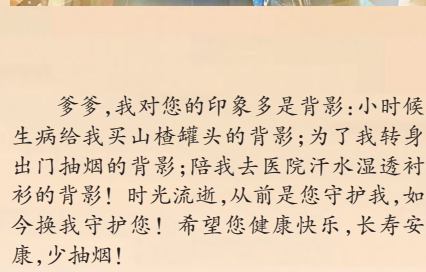 爹爹,我对您的印象多是背影:小时候
生病给我买山楂罐头的背影;为了我转身
出门抽烟的背影;陪我去医院汗水湿透衬
衫的背影！时光流逝,从前是您守护我,如
今换我守护您！希望您健康快乐,长寿安
康,少抽烟！